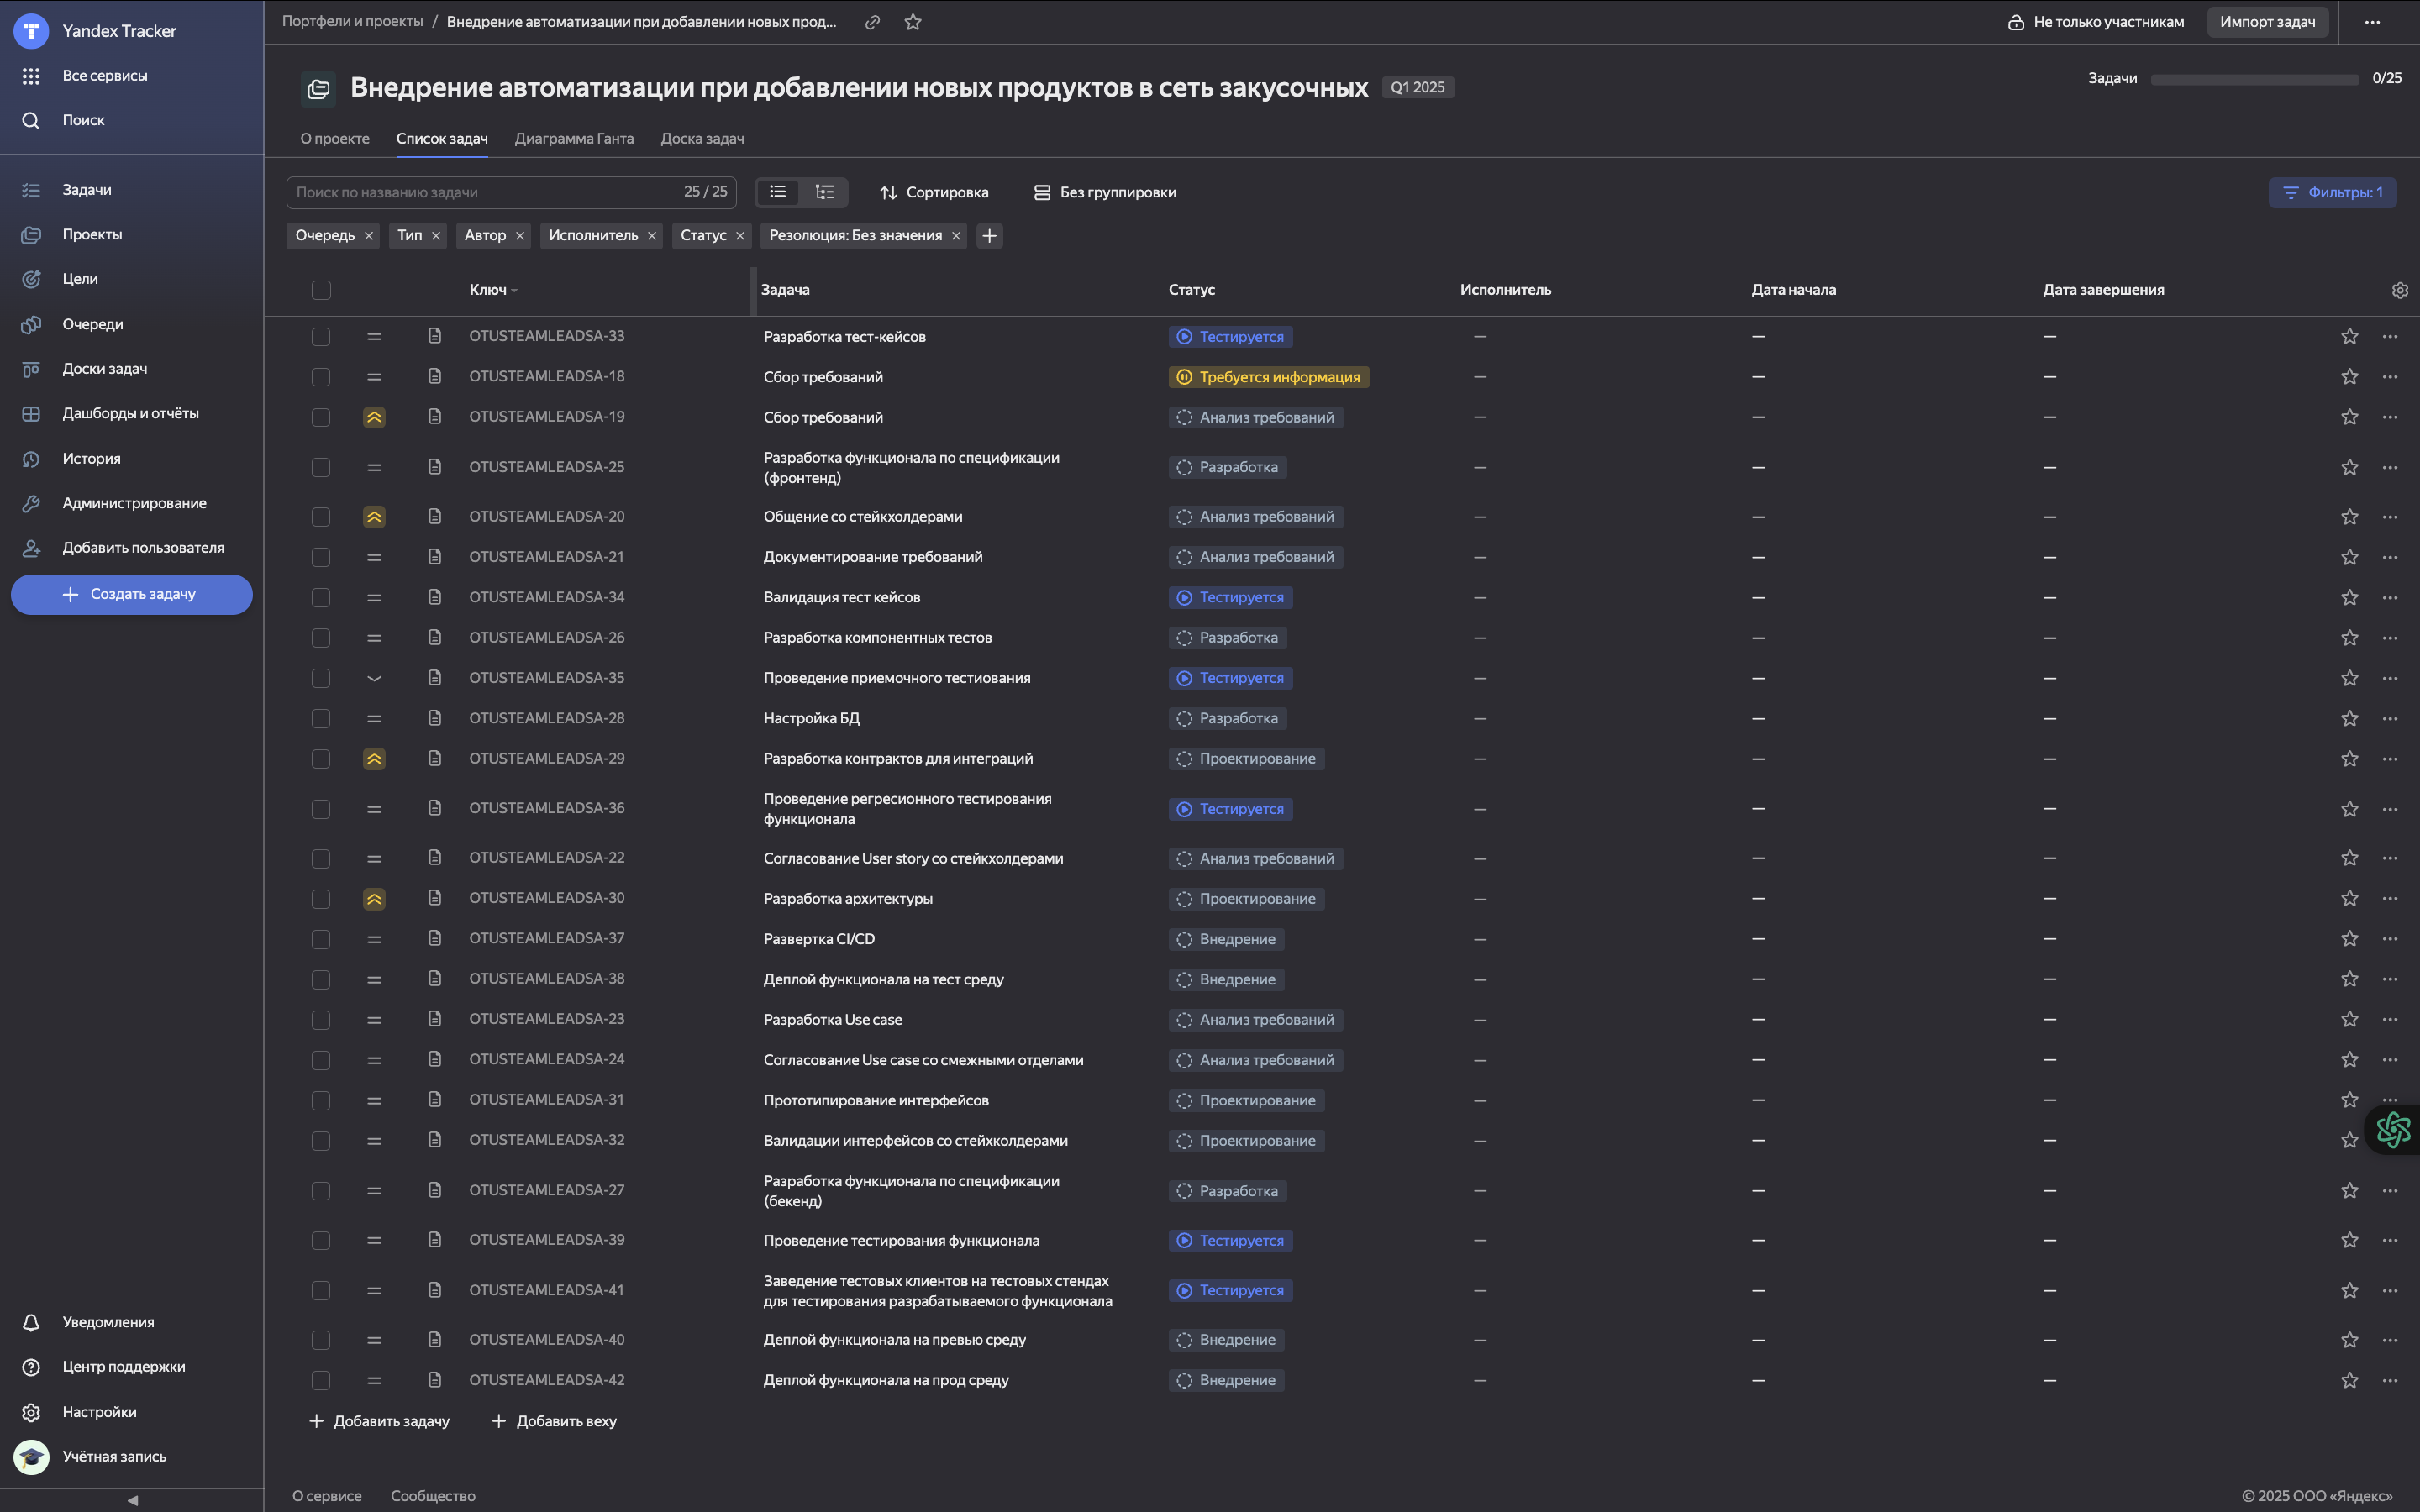 Yandex Tracker
Все сервисы
Поиск
Задачи
Проекты
Цели
Очереди
Доски задач
Дашборды и отчёты
История
Администрирование
Добавить пользователя
Создать задачу
Уведомления
Центр поддержки
Настройки
Учётная запись
Портфели и проекты / Внедрение автоматизации при добавлении новых прод...
Не только участникам
Импорт задач
Внедрение автоматизации при добавлении новых продуктов в сеть закусочных Q1 2025
Задачи 0/25
О проекте Список задач Диаграмма Ганта Доска задач
Поиск по названию задачи 25 / 25 Сортировка Без группировки Фильтры: 1
Очередь Тип Автор Исполнитель Статус Резолюция: Без значения
Ключ Задача Статус Исполнитель Дата начала Дата завершения
OTUSTEAMLEADSA-33 Разработка тест-кейсов Тестируется — — —
OTUSTEAMLEADSA-18 Сбор требований Требуется информация — — —
OTUSTEAMLEADSA-19 Сбор требований Анализ требований — — —
OTUSTEAMLEADSA-25 Разработка функционала по спецификации
(фронтенд) Разработка — — —
OTUSTEAMLEADSA-20 Общение со стейкхолдерами Анализ требований — — —
OTUSTEAMLEADSA-21 Документирование требований Анализ требований — — —
OTUSTEAMLEADSA-34 Валидация тест кейсов Тестируется — — —
OTUSTEAMLEADSA-26 Разработка компонентных тестов Разработка — — —
OTUSTEAMLEADSA-35 Проведение приемочного тестиования Тестируется — — —
OTUSTEAMLEADSA-28 Настройка БД Разработка — — —
OTUSTEAMLEADSA-29 Разработка контрактов для интеграций Проектирование — — —
OTUSTEAMLEADSA-36 Проведение регресионного тестирования
функционала Тестируется — — —
OTUSTEAMLEADSA-22 Согласование User story со стейкхолдерами Анализ требований — — —
OTUSTEAMLEADSA-30 Разработка архитектуры Проектирование — — —
OTUSTEAMLEADSA-37 Развертка CI/CD Внедрение — — —
OTUSTEAMLEADSA-38 Деплой функционала на тест среду Внедрение — — —
OTUSTEAMLEADSA-23 Разработка Use case Анализ требований — — —
OTUSTEAMLEADSA-24 Согласование Use case со смежными отделами Анализ требований — — —
OTUSTEAMLEADSA-31 Прототипирование интерфейсов Проектирование — — —
OTUSTEAMLEADSA-32 Валидации интерфейсов со стейхколдерами Проектирование — — —
OTUSTEAMLEADSA-27 Разработка функционала по спецификации
(бекенд) Разработка — — —
OTUSTEAMLEADSA-39 Проведение тестирования функционала Тестируется — — —
OTUSTEAMLEADSA-41 Заведение тестовых клиентов на тестовых стендах
для тестирования разрабатываемого функционала Тестируется — — —
OTUSTEAMLEADSA-40 Деплой функционала на превью среду Внедрение — — —
OTUSTEAMLEADSA-42 Деплой функционала на прод среду Внедрение — — —
Добавить задачу Добавить веху
О сервисе Сообщество © 2025 ООО «Яндекс»